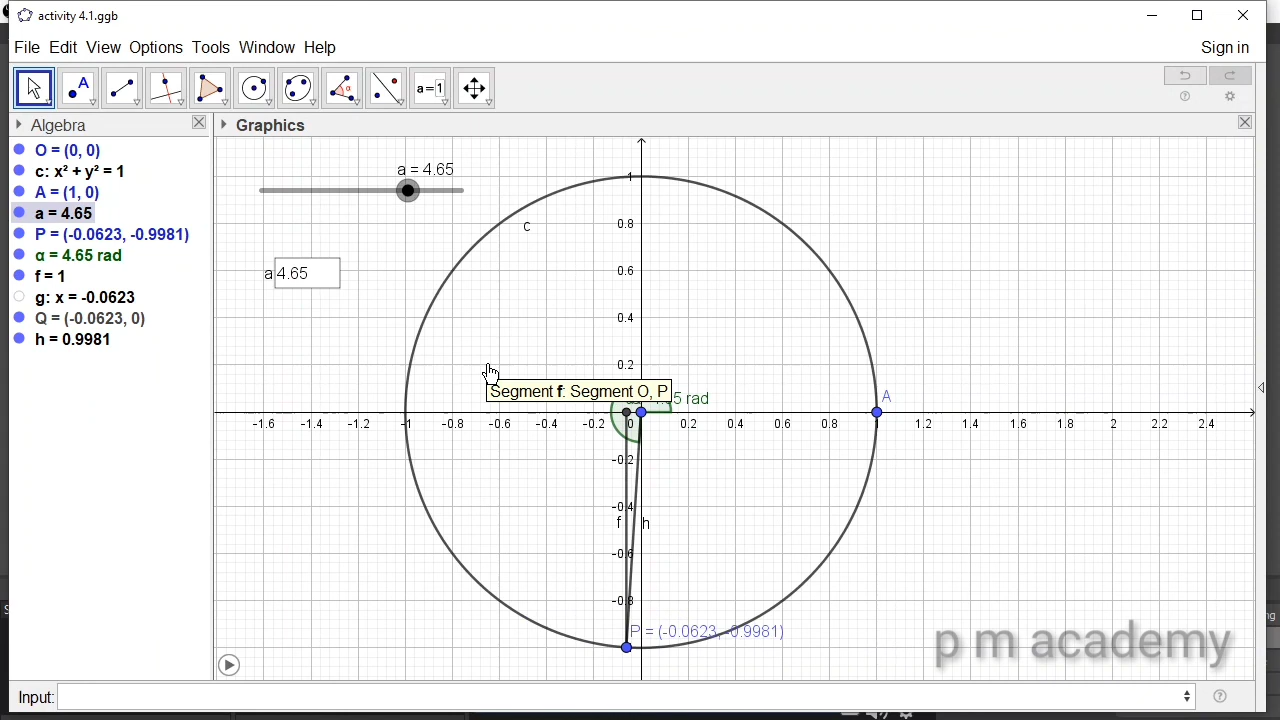 activity 4.1.ggb
File Edit View Options Tools Window Help
Sign in
A
a=1
α
Algebra
Graphics
O = (0, 0)
c: x² + y² = 1
A = (1, 0)
a = 4.65
P = (-0.0623, -0.9981)
α = 4.65 rad
f = 1
g: x = -0.0623
Q = (-0.0623, 0)
h = 0.9981
a = 4.65
a 4.65
c
1
0.8
0.6
0.4
0.2
Segment f: Segment O, P
5 rad
A
-1.6 -1.4 -1.2 -1 -0.8 -0.6 -0.4 -0.2 0 0.2 0.4 0.6 0.8 1 1.2 1.4 1.6 1.8 2 2.2 2.4
-0.2
-0.4
f h
-0.6
-0.8
P = (-0.0623, -0.9981)
p m academy
Input: